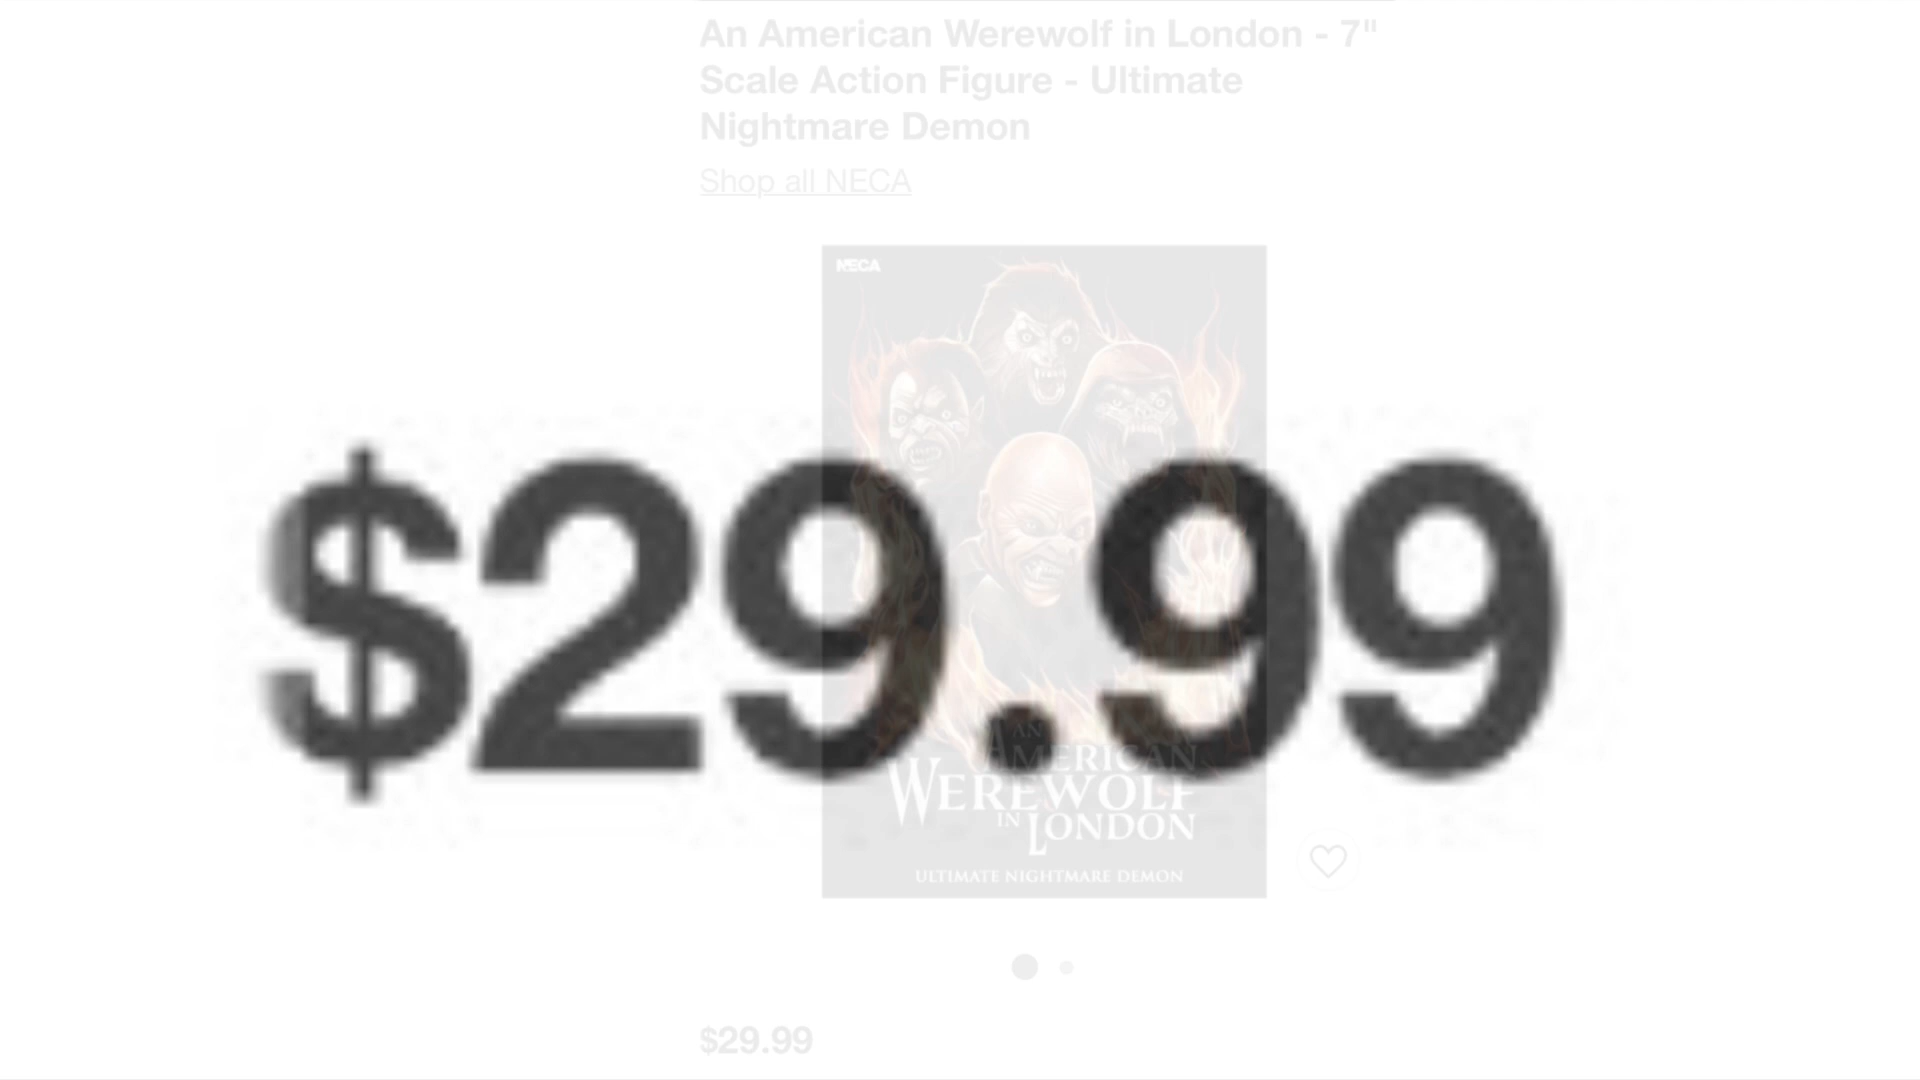 An American Werewolf in London - 7"
Scale Action Figure - Ultimate
Nightmare Demon
Shop all NECA
NECA
$29.99
AN
AMERICAN
WEREWOLF
IN LONDON
ULTIMATE NIGHTMARE DEMON
$29.99